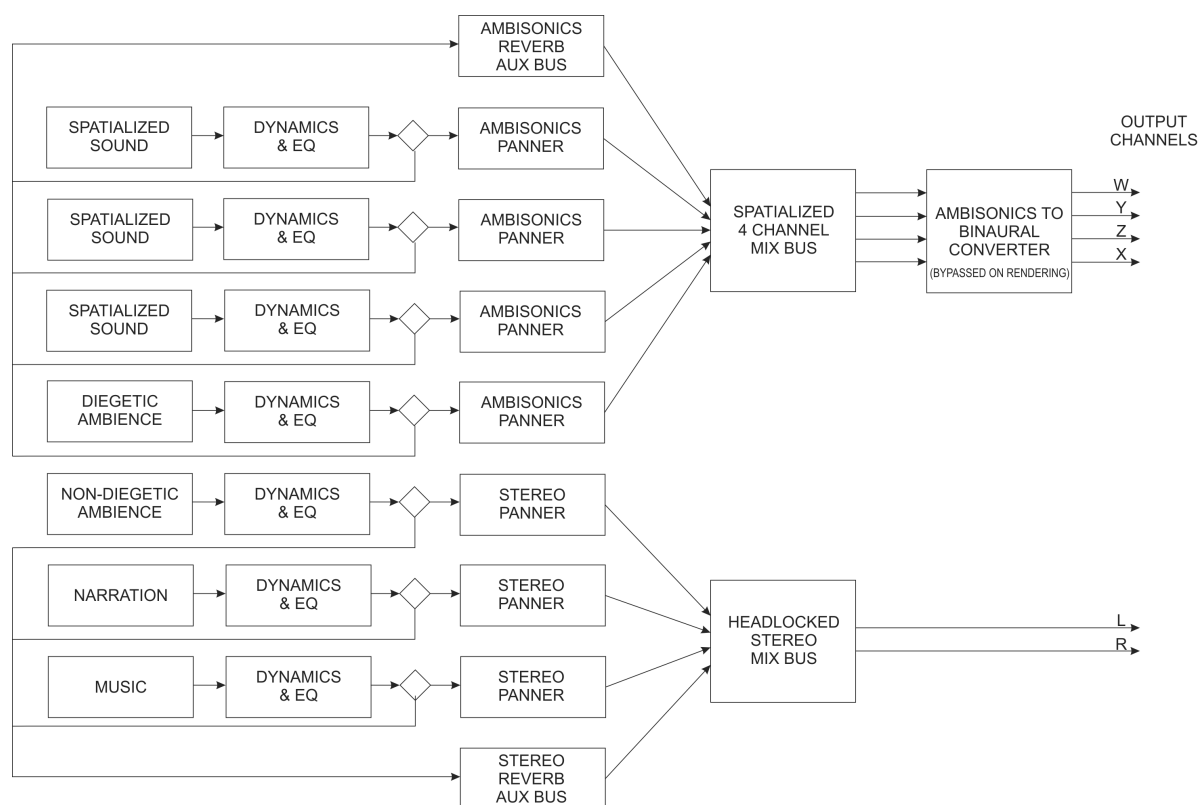 AMBISONICS
REVERB
AUX BUS
SPATIALIZED
SOUND
DYNAMICS
& EQ
AMBISONICS
PANNER
SPATIALIZED
SOUND
DYNAMICS
& EQ
AMBISONICS
PANNER
SPATIALIZED
SOUND
DYNAMICS
& EQ
AMBISONICS
PANNER
DIEGETIC
AMBIENCE
DYNAMICS
& EQ
AMBISONICS
PANNER
SPATIALIZED
4 CHANNEL
MIX BUS
AMBISONICS TO
BINAURAL
CONVERTER
(BYPASSED ON RENDERING)
OUTPUT
CHANNELS
W
Y
Z
X
NON-DIEGETIC
AMBIENCE
DYNAMICS
& EQ
STEREO
PANNER
NARRATION
DYNAMICS
& EQ
STEREO
PANNER
MUSIC
DYNAMICS
& EQ
STEREO
PANNER
STEREO
REVERB
AUX BUS
HEADLOCKED
STEREO
MIX BUS
L
R